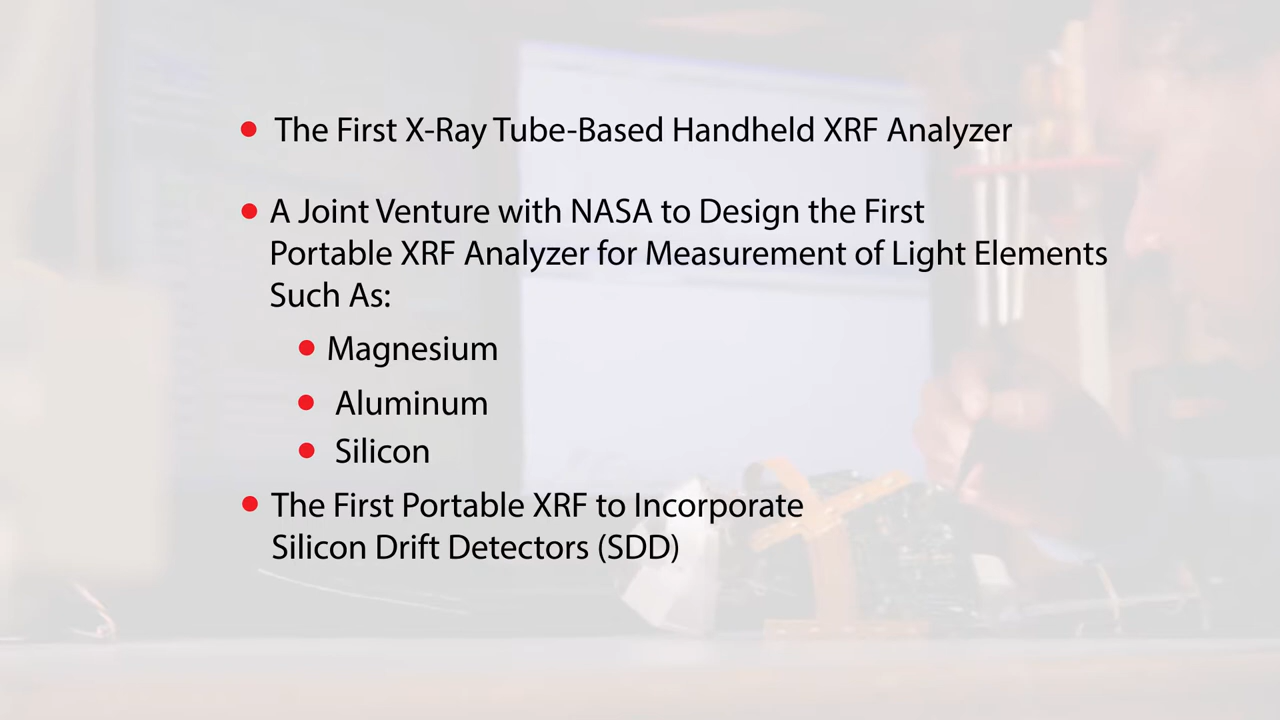 The First X-Ray Tube-Based Handheld XRF Analyzer
A Joint Venture with NASA to Design the First
Portable XRF Analyzer for Measurement of Light Elements
Such As:
Magnesium
Aluminum
Silicon
The First Portable XRF to Incorporate
Silicon Drift Detectors (SDD)